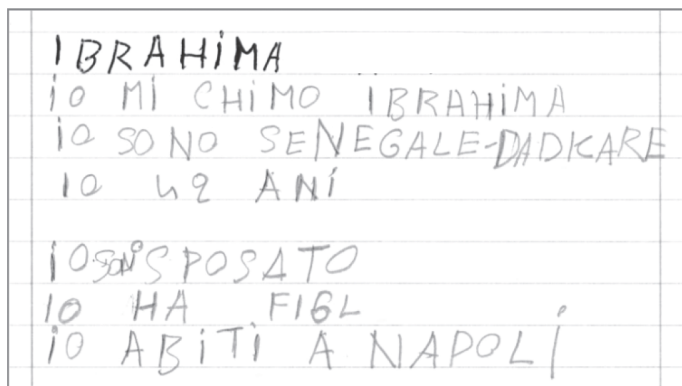 IBRAHIMA
iO Mi CHiMO IBRAHiMA
iO SONO SENEGALE-DADKARE
IO 42 ANi
iO SON SPOSATO
IO HA FIGL
iO ABiTi A NAPOLi